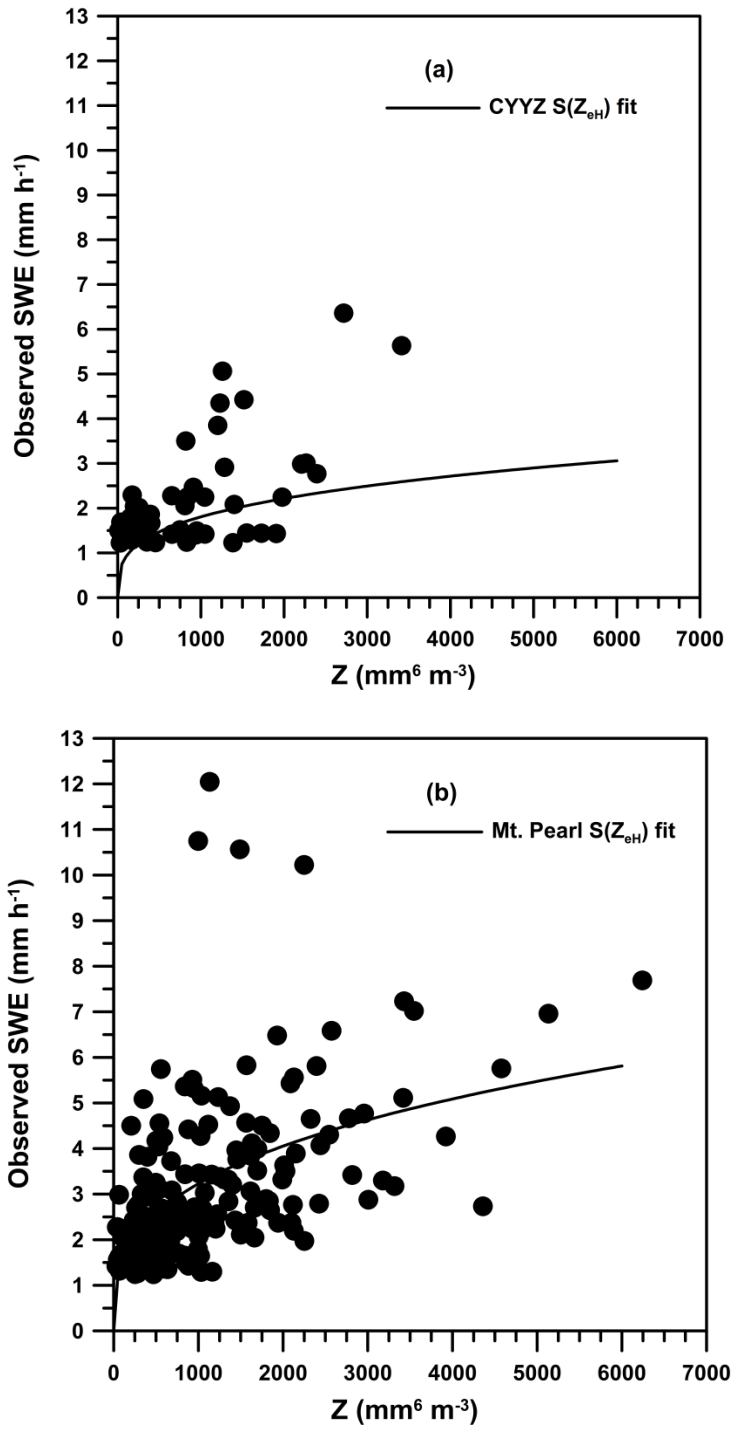 13
12
11
10
9
8
7
6
5
4
3
2
1
0
Observed SWE (mm h⁻¹)
(a)
CYYZ S(ZeH) fit
0 1000 2000 3000 4000 5000 6000 7000
Z (mm⁶ m⁻³)
13
12
11
10
9
8
7
6
5
4
3
2
1
0
Observed SWE (mm h⁻¹)
(b)
Mt. Pearl S(ZeH) fit
0 1000 2000 3000 4000 5000 6000 7000
Z (mm⁶ m⁻³)